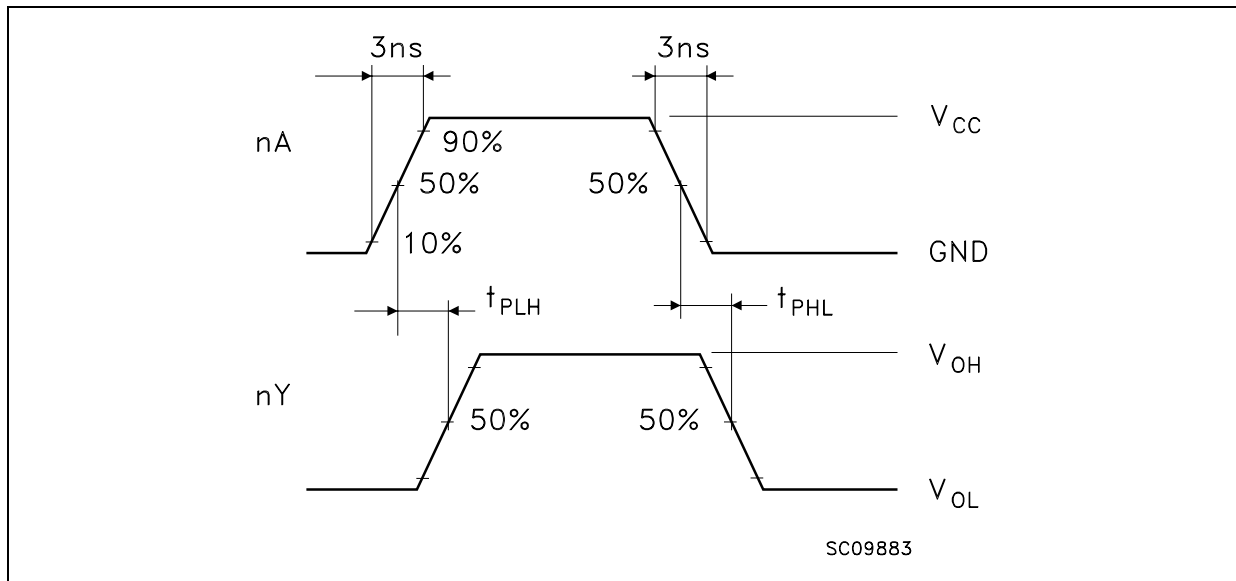 3ns 3ns
V_CC
nA
90%
50% 50%
10%
GND
t_PLH t_PHL
V_OH
nY
50% 50%
V_OL
SC09883